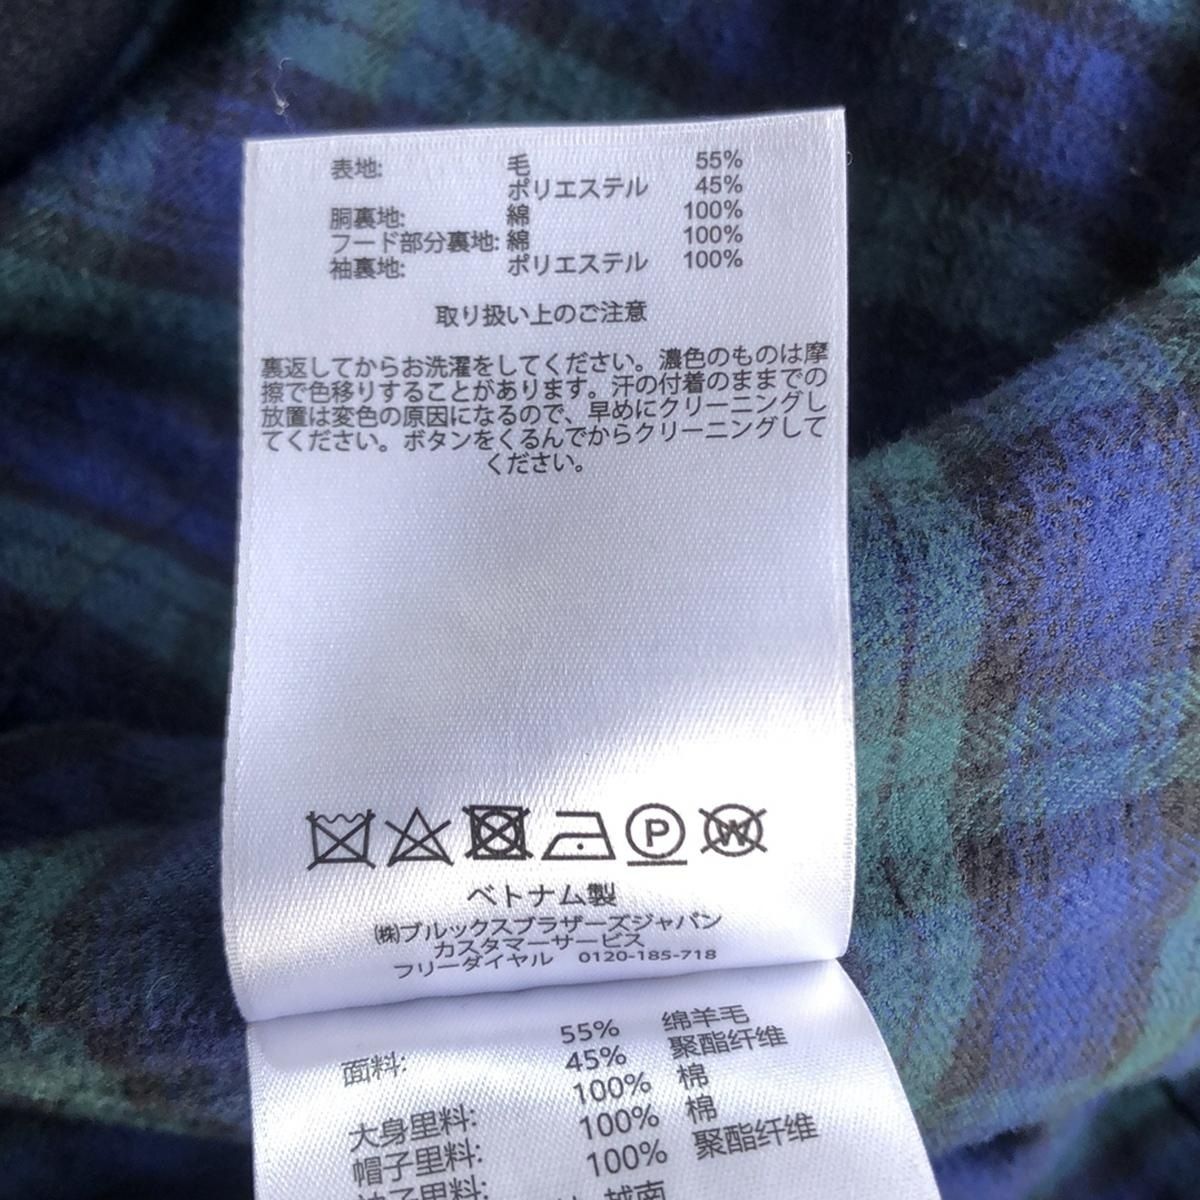 表地: 毛 55%
ポリエステル 45%
胴裏地: 綿 100%
フード部分裏地: 綿 100%
袖裏地: ポリエステル 100%
取り扱い上のご注意
裏返してからお洗濯をしてください。濃色のものは摩
擦で色移りすることがあります。汗の付着のままでの
放置は変色の原因になるので、早めにクリーニングし
てください。ボタンをくるんでからクリーニングして
ください。
P W
ベトナム製
(株)ブルックスブラザーズジャパン
カスタマーサービス
フリーダイヤル 0120-185-718
55% 绵羊毛
面料: 45% 聚酯纤维
100% 棉
大身里料: 100% 棉
帽子里料: 100% 聚酯纤维
袖子里料:
越南